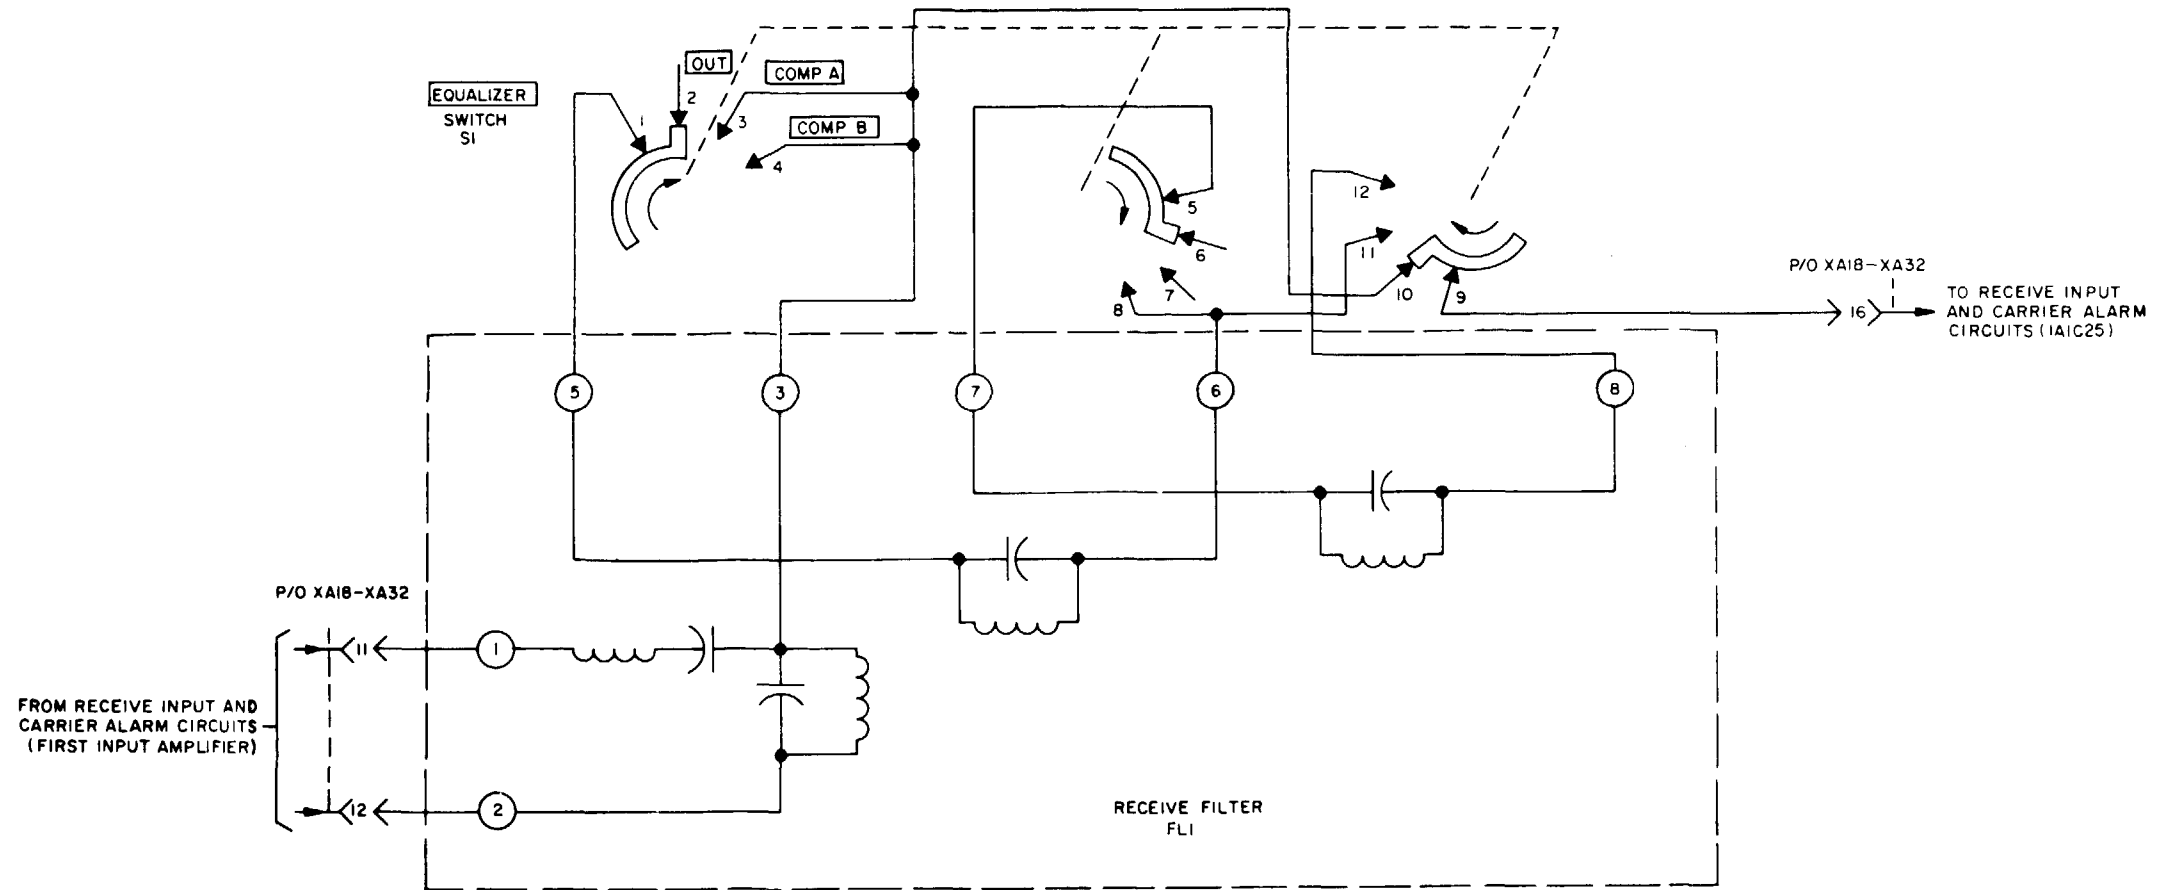 EQUALIZER
SWITCH
S1
OUT
COMP A
COMP B
1
2
3
4
5
6
7
8
12
11
10
9
P/O XA18-XA32
16
TO RECEIVE INPUT
AND CARRIER ALARM
CIRCUITS (1A1C25)
5
3
7
6
8
P/O XA18-XA32
11
1
FROM RECEIVE INPUT AND
CARRIER ALARM CIRCUITS
(FIRST INPUT AMPLIFIER)
12
2
RECEIVE FILTER
FL1